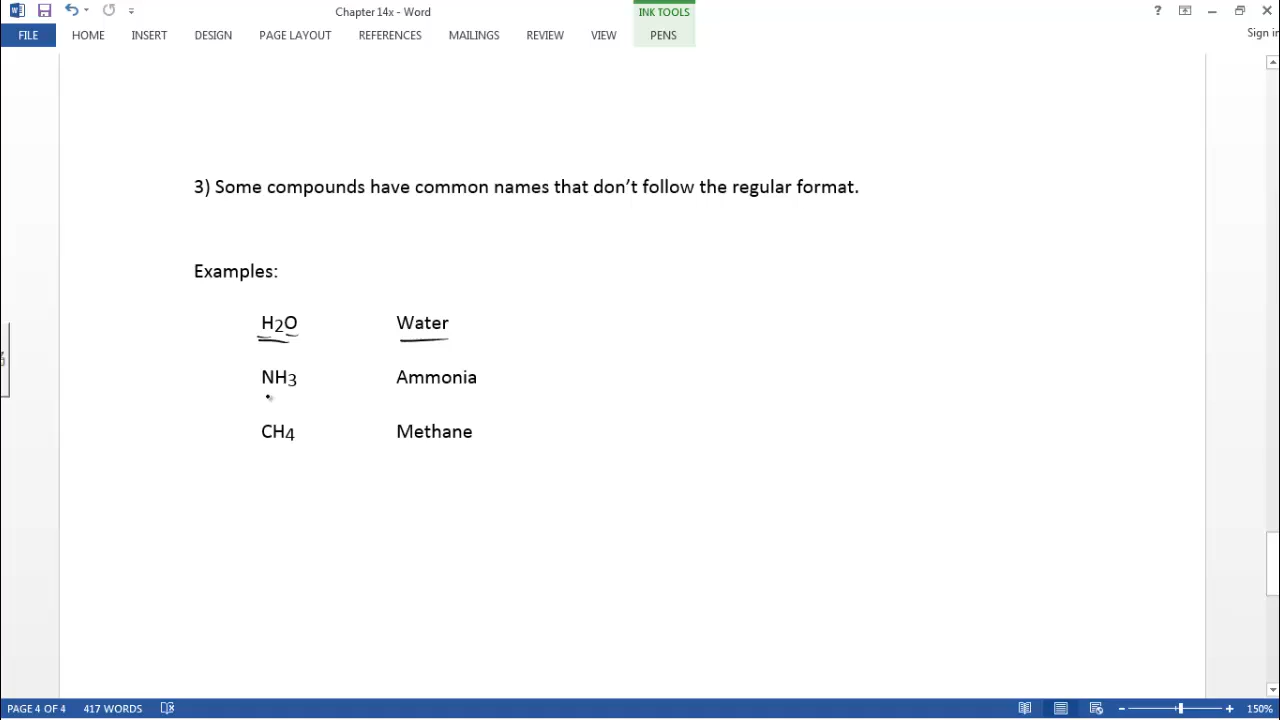 Chapter 14x - Word
INK TOOLS
?
FILE HOME INSERT DESIGN PAGE LAYOUT REFERENCES MAILINGS REVIEW VIEW PENS
3) Some compounds have common names that don’t follow the regular format.
Examples:
H2O Water
NH3 Ammonia
CH4 Methane
PAGE 4 OF 4 417 WORDS 150%